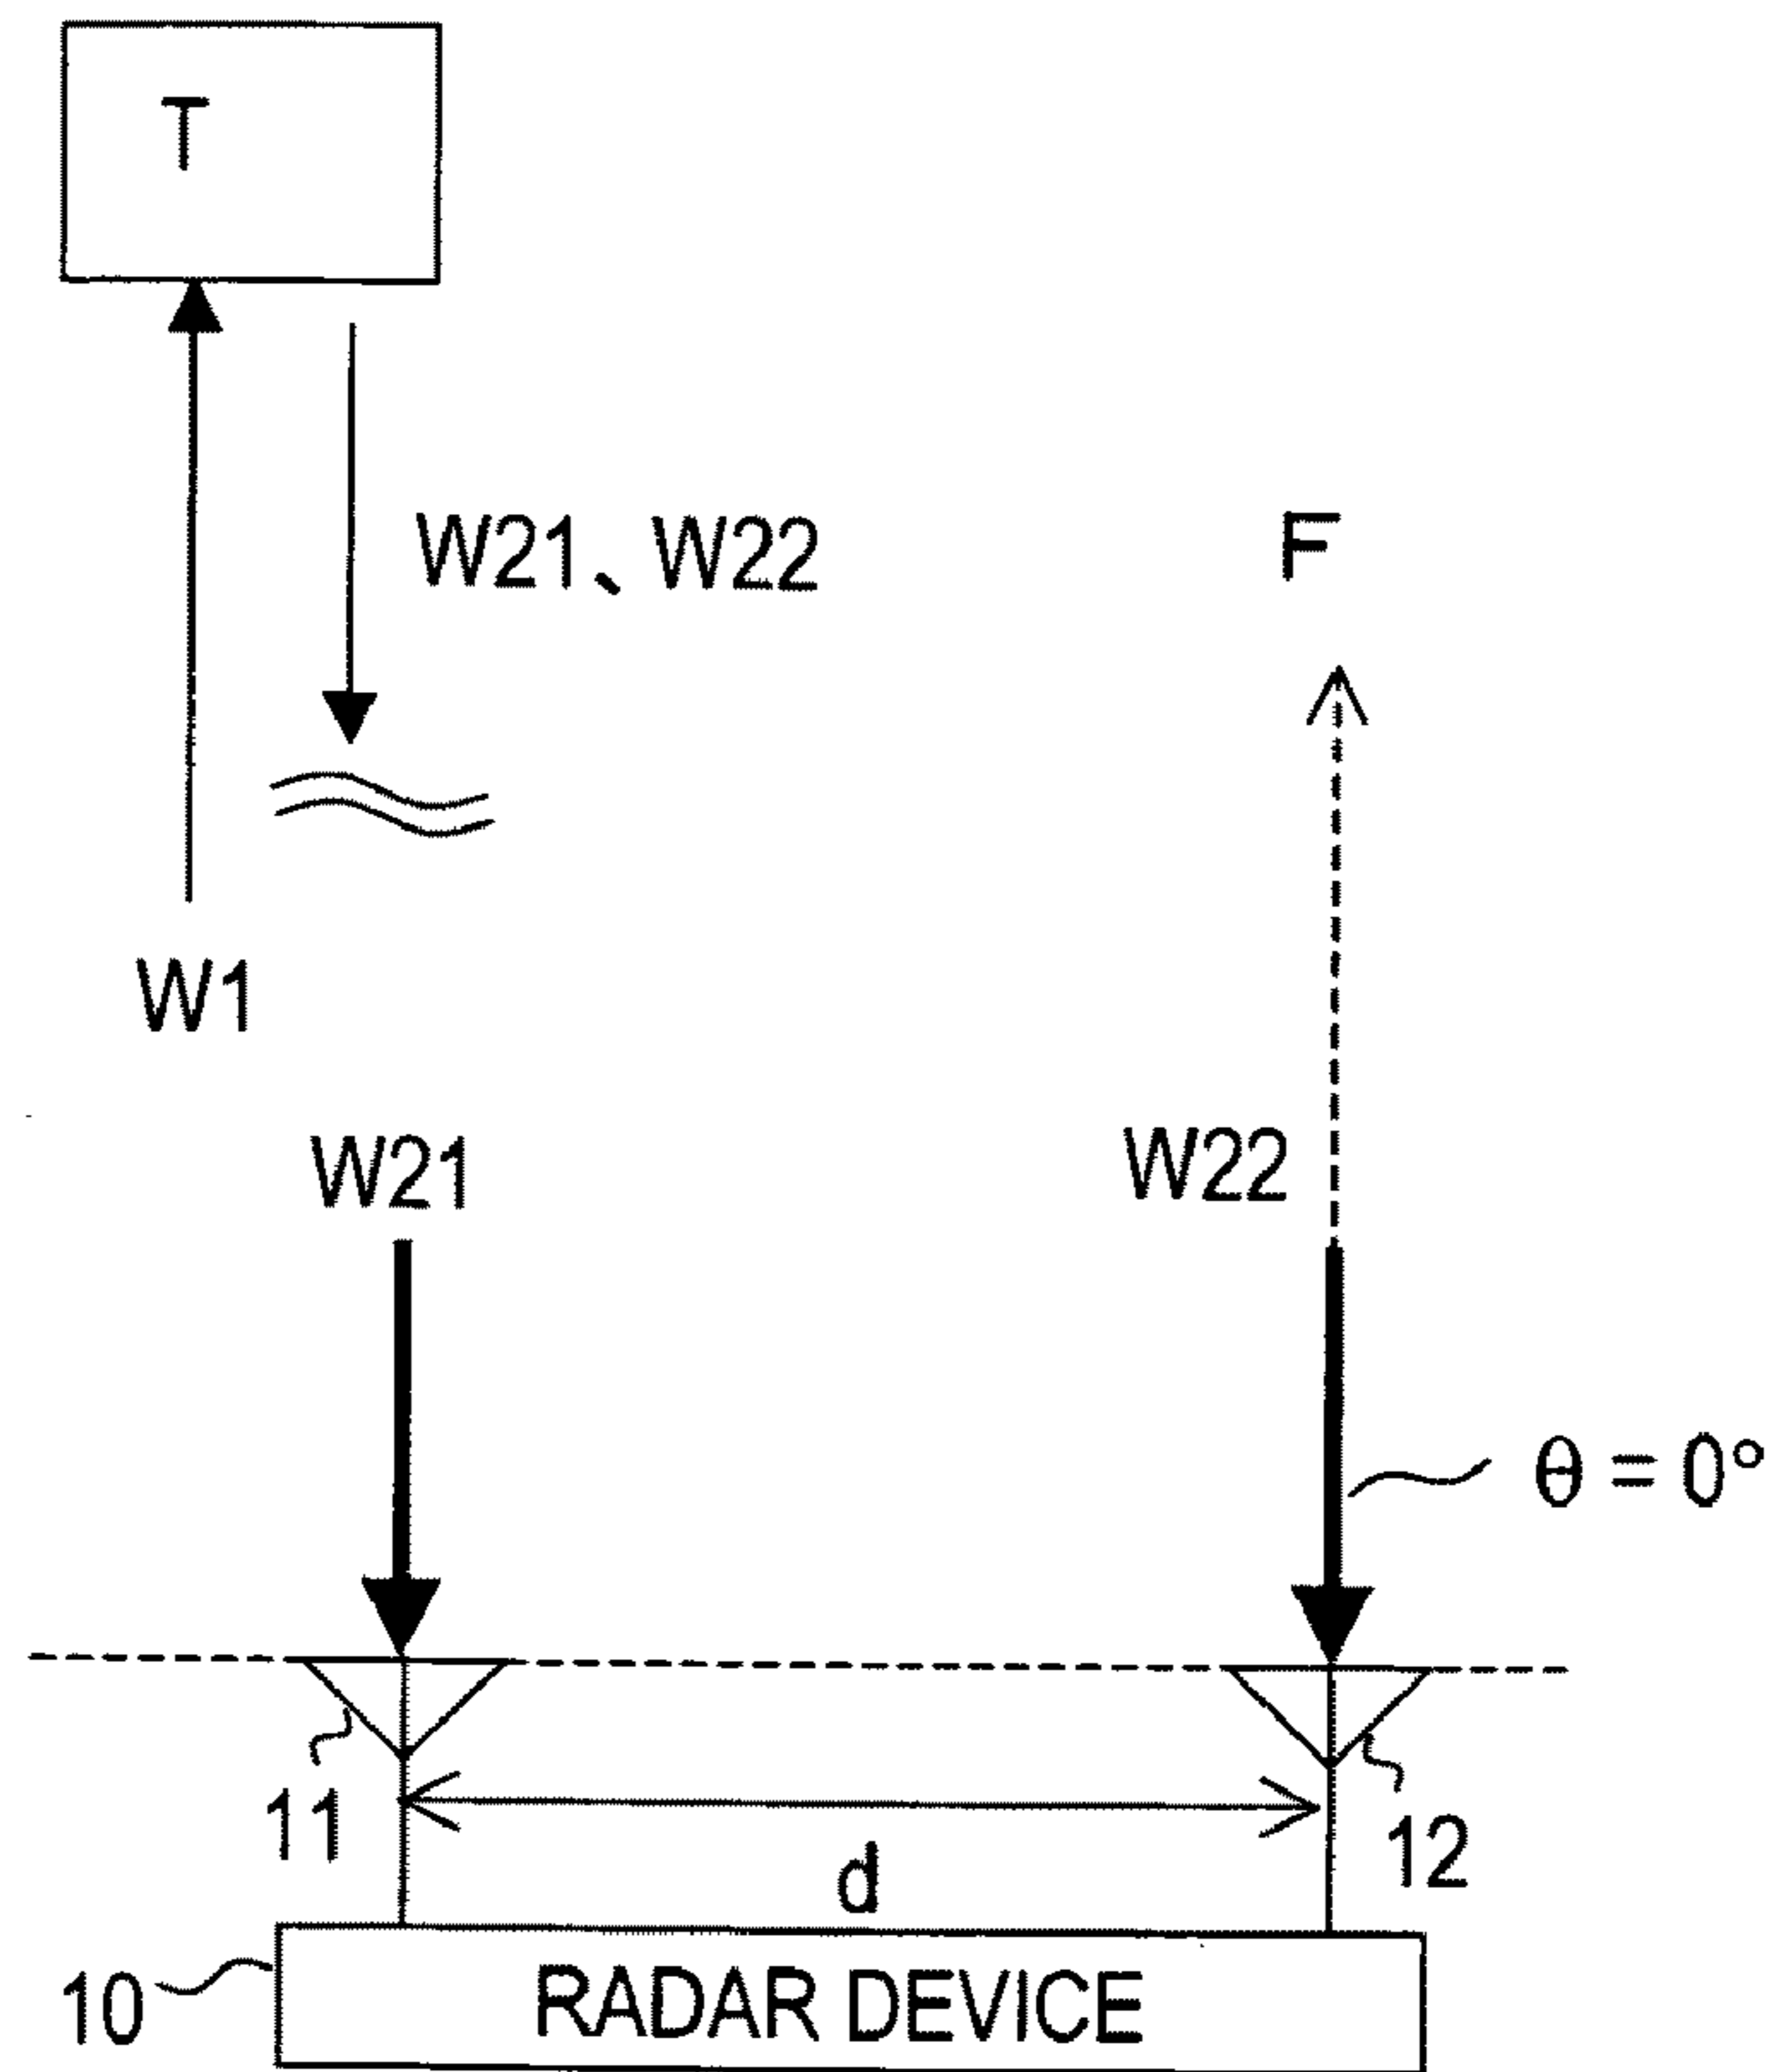 T
W21、W22
F
W1
W21
W22
θ = 0°
11
d
12
10
RADAR DEVICE